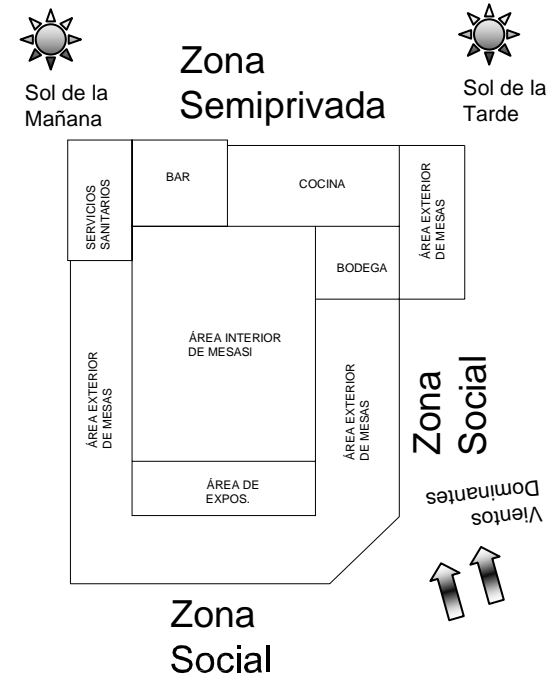 Sol de la
Mañana
Zona
Semiprivada
Sol de la
Tarde
SERVICIOS
SANITARIOS
BAR
COCINA
ÁREA EXTERIOR
DE MESAS
BODEGA
ÁREA INTERIOR
DE MESASI
ÁREA EXTERIOR
DE MESAS
ÁREA EXTERIOR
DE MESAS
ÁREA DE
EXPOS.
Zona
Social
Vientos
Dominantes
Zona
Social